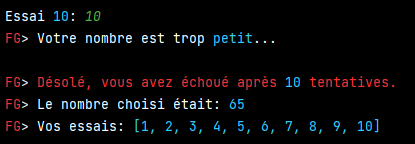 Essai 10: 10
FG> Votre nombre est trop petit...
FG> Désolé, vous avez échoué après 10 tentatives.
FG> Le nombre choisi était: 65
FG> Vos essais: [1, 2, 3, 4, 5, 6, 7, 8, 9, 10]